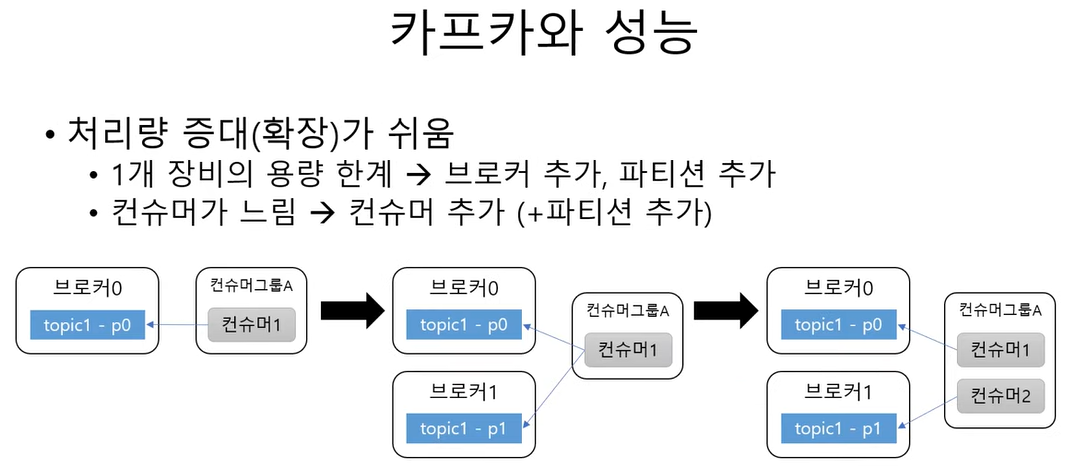 카프카와 성능
• 처리량 증대(확장)가 쉬움
• 1개 장비의 용량 한계 → 브로커 추가, 파티션 추가
• 컨슈머가 느림 → 컨슈머 추가 (+파티션 추가)
브로커0
topic1 - p0
컨슈머그룹A
컨슈머1
브로커0
topic1 - p0
브로커1
topic1 - p1
컨슈머그룹A
컨슈머1
브로커0
topic1 - p0
브로커1
topic1 - p1
컨슈머그룹A
컨슈머1
컨슈머2